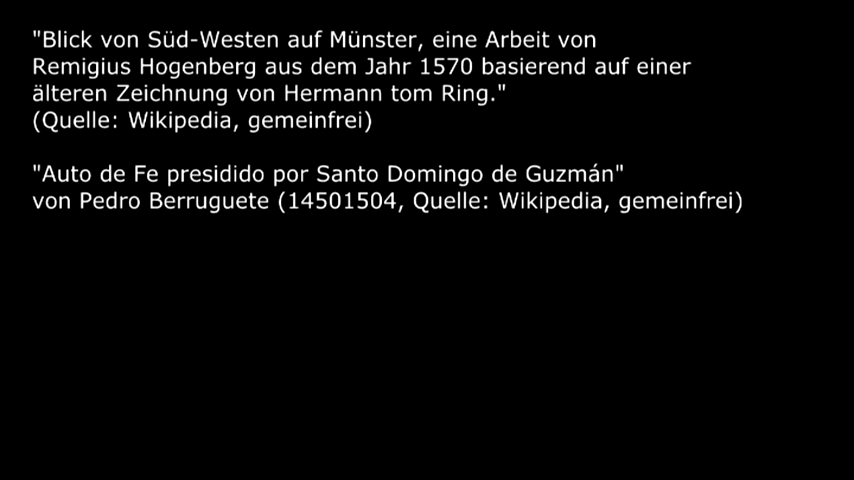 "Blick von Süd-Westen auf Münster, eine Arbeit von
Remigius Hogenberg aus dem Jahr 1570 basierend auf einer
älteren Zeichnung von Hermann tom Ring."
(Quelle: Wikipedia, gemeinfrei)
"Auto de Fe presidido por Santo Domingo de Guzmán"
von Pedro Berruguete (14501504, Quelle: Wikipedia, gemeinfrei)